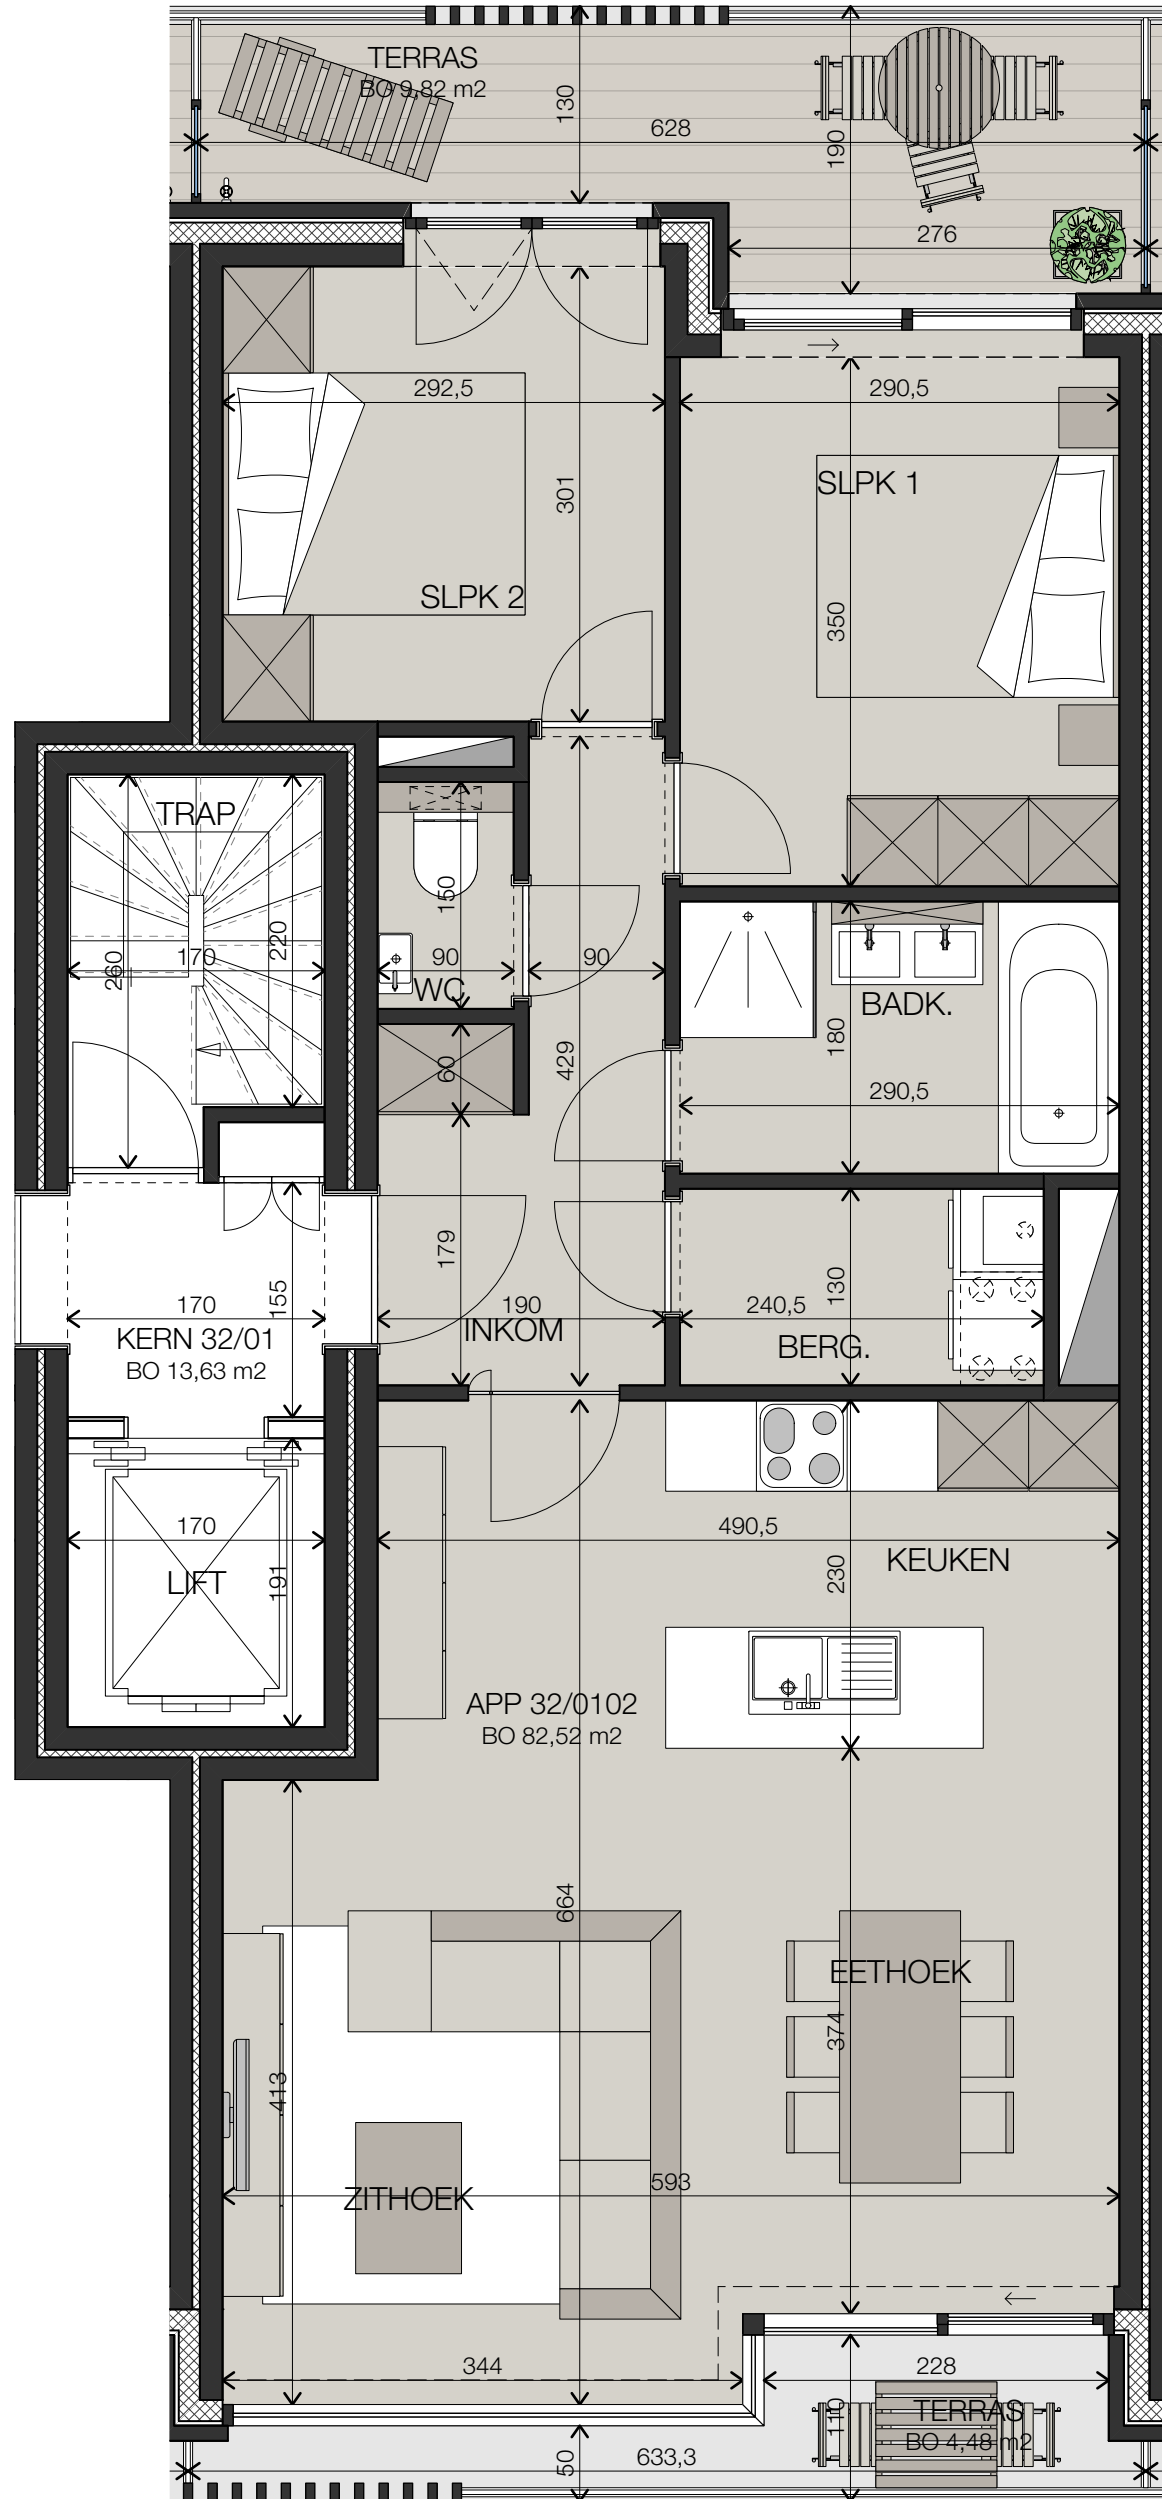 TERRAS
BO 9,82 m2
130
628
190
276
292,5
290,5
301
SLPK 1
SLPK 2
350
TRAP
260
170
220
150
90
WC
90
60
429
BADK.
180
290,5
179
190
INKOM
240,5
130
BERG.
170
155
KERN 32/01
BO 13,63 m2
170
LIFT
191
490,5
KEUKEN
230
APP 32/0102
BO 82,52 m2
664
EETHOEK
374
413
ZITHOEK
593
344
228
110
TERRAS
BO 4,48 m2
50
633,3